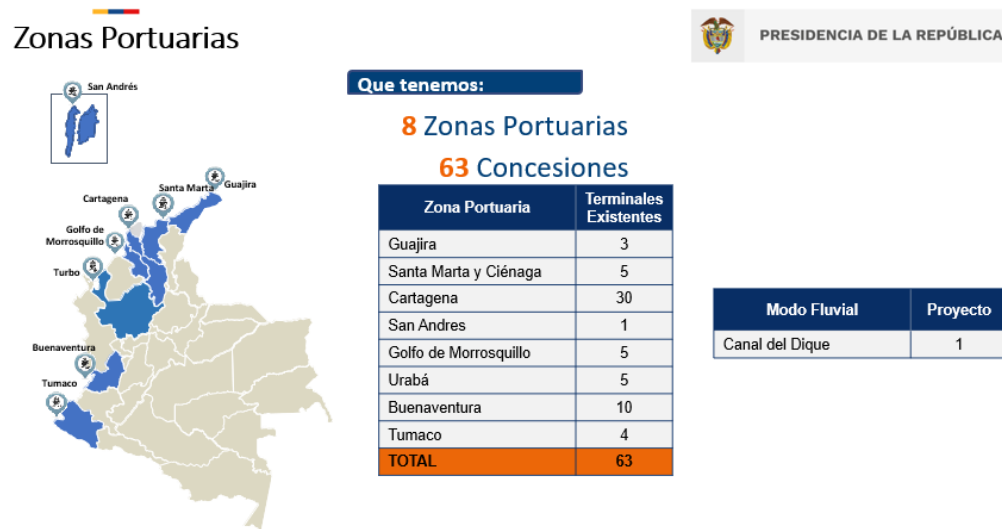 Zonas Portuarias
PRESIDENCIA DE LA REPÚBLICA
San Andrés
Guajira
Santa Marta
Cartagena
Golfo de
Morrosquillo
Turbo
Buenaventura
Tumaco
Que tenemos:
8 Zonas Portuarias
63 Concesiones
Zona Portuaria Terminales Existentes
Guajira 3
Santa Marta y Ciénaga 5
Cartagena 30
San Andres 1
Golfo de Morrosquillo 5
Urabá 5
Buenaventura 10
Tumaco 4
TOTAL 63
Modo Fluvial Proyecto
Canal del Dique 1